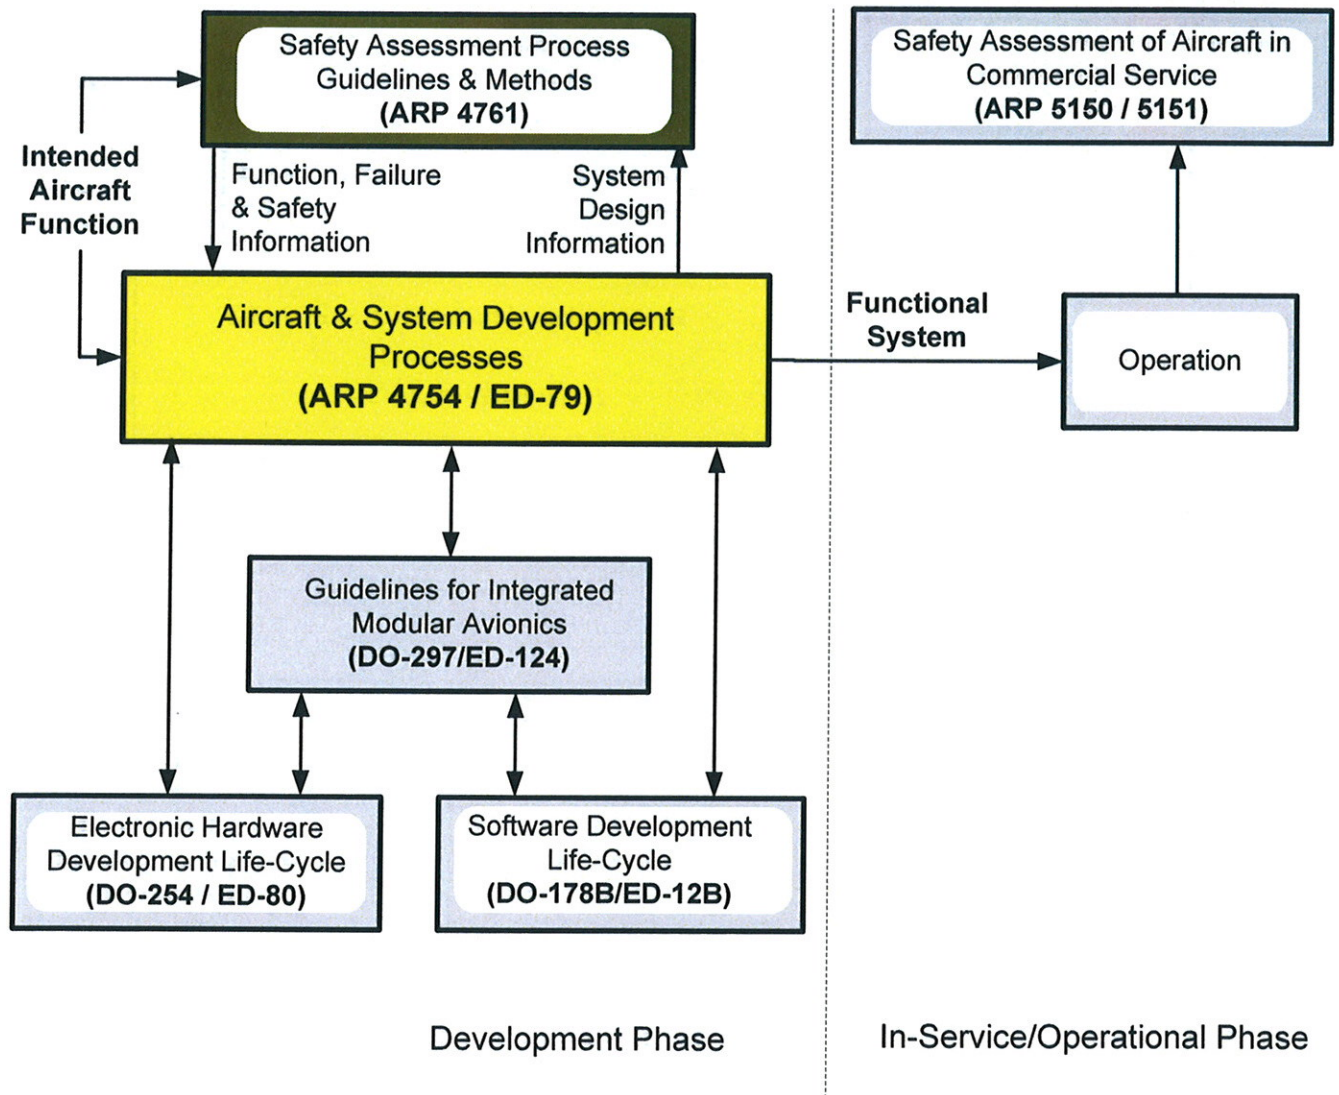 Safety Assessment Process
Guidelines & Methods
(ARP 4761)
Safety Assessment of Aircraft in
Commercial Service
(ARP 5150 / 5151)
Intended
Aircraft
Function
Function, Failure
& Safety
Information
System
Design
Information
Aircraft & System Development
Processes
(ARP 4754 / ED-79)
Functional
System
Operation
Guidelines for Integrated
Modular Avionics
(DO-297/ED-124)
Electronic Hardware
Development Life-Cycle
(DO-254 / ED-80)
Software Development
Life-Cycle
(DO-178B/ED-12B)
Development Phase
In-Service/Operational Phase